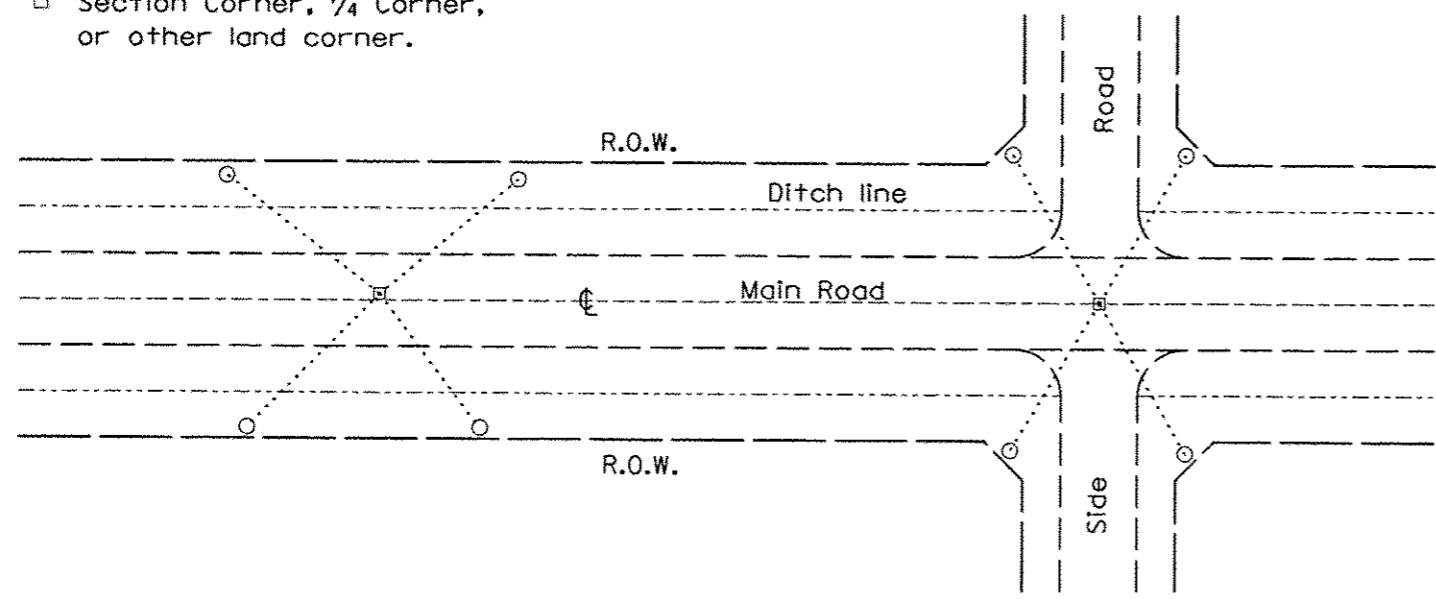 □ Section Corner, 1/4 Corner,
or other land corner.
R.O.W.
Road
Ditch line
℄ Main Road
R.O.W.
Side